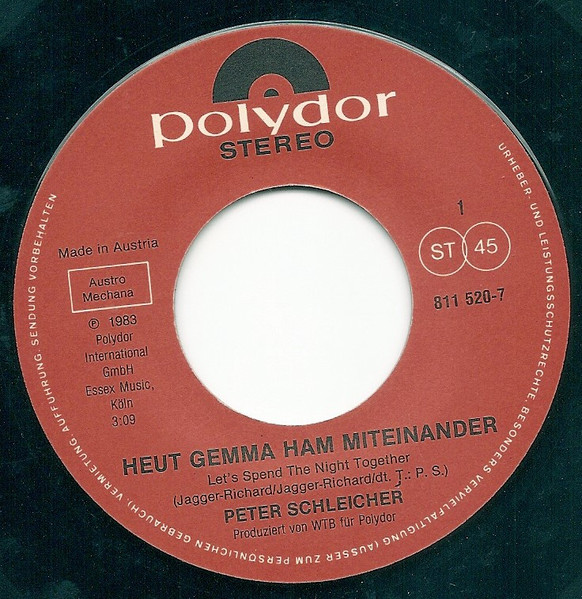 polydor
STEREO
Made in Austria
Austro
Mechana
℗ 1983
Polydor
International
GmbH
Essex Music,
Köln
3:09
1
ST 45
811 520-7
HEUT GEMMA HAM MITEINANDER
Let's Spend The Night Together
(Jagger-Richard/Jagger-Richard/dt. T.: P. S.)
PETER SCHLEICHER
Produziert von WTB für Polydor
URHEBER- UND LEISTUNGSSCHUTZRECHTE, BESONDERS VERVIELFÄLTIGUNG (AUSSER ZUM PERSÖNLICHEN GEBRAUCH), VERMIETUNG AUFFÜHRUNG, SENDUNG VORBEHALTEN